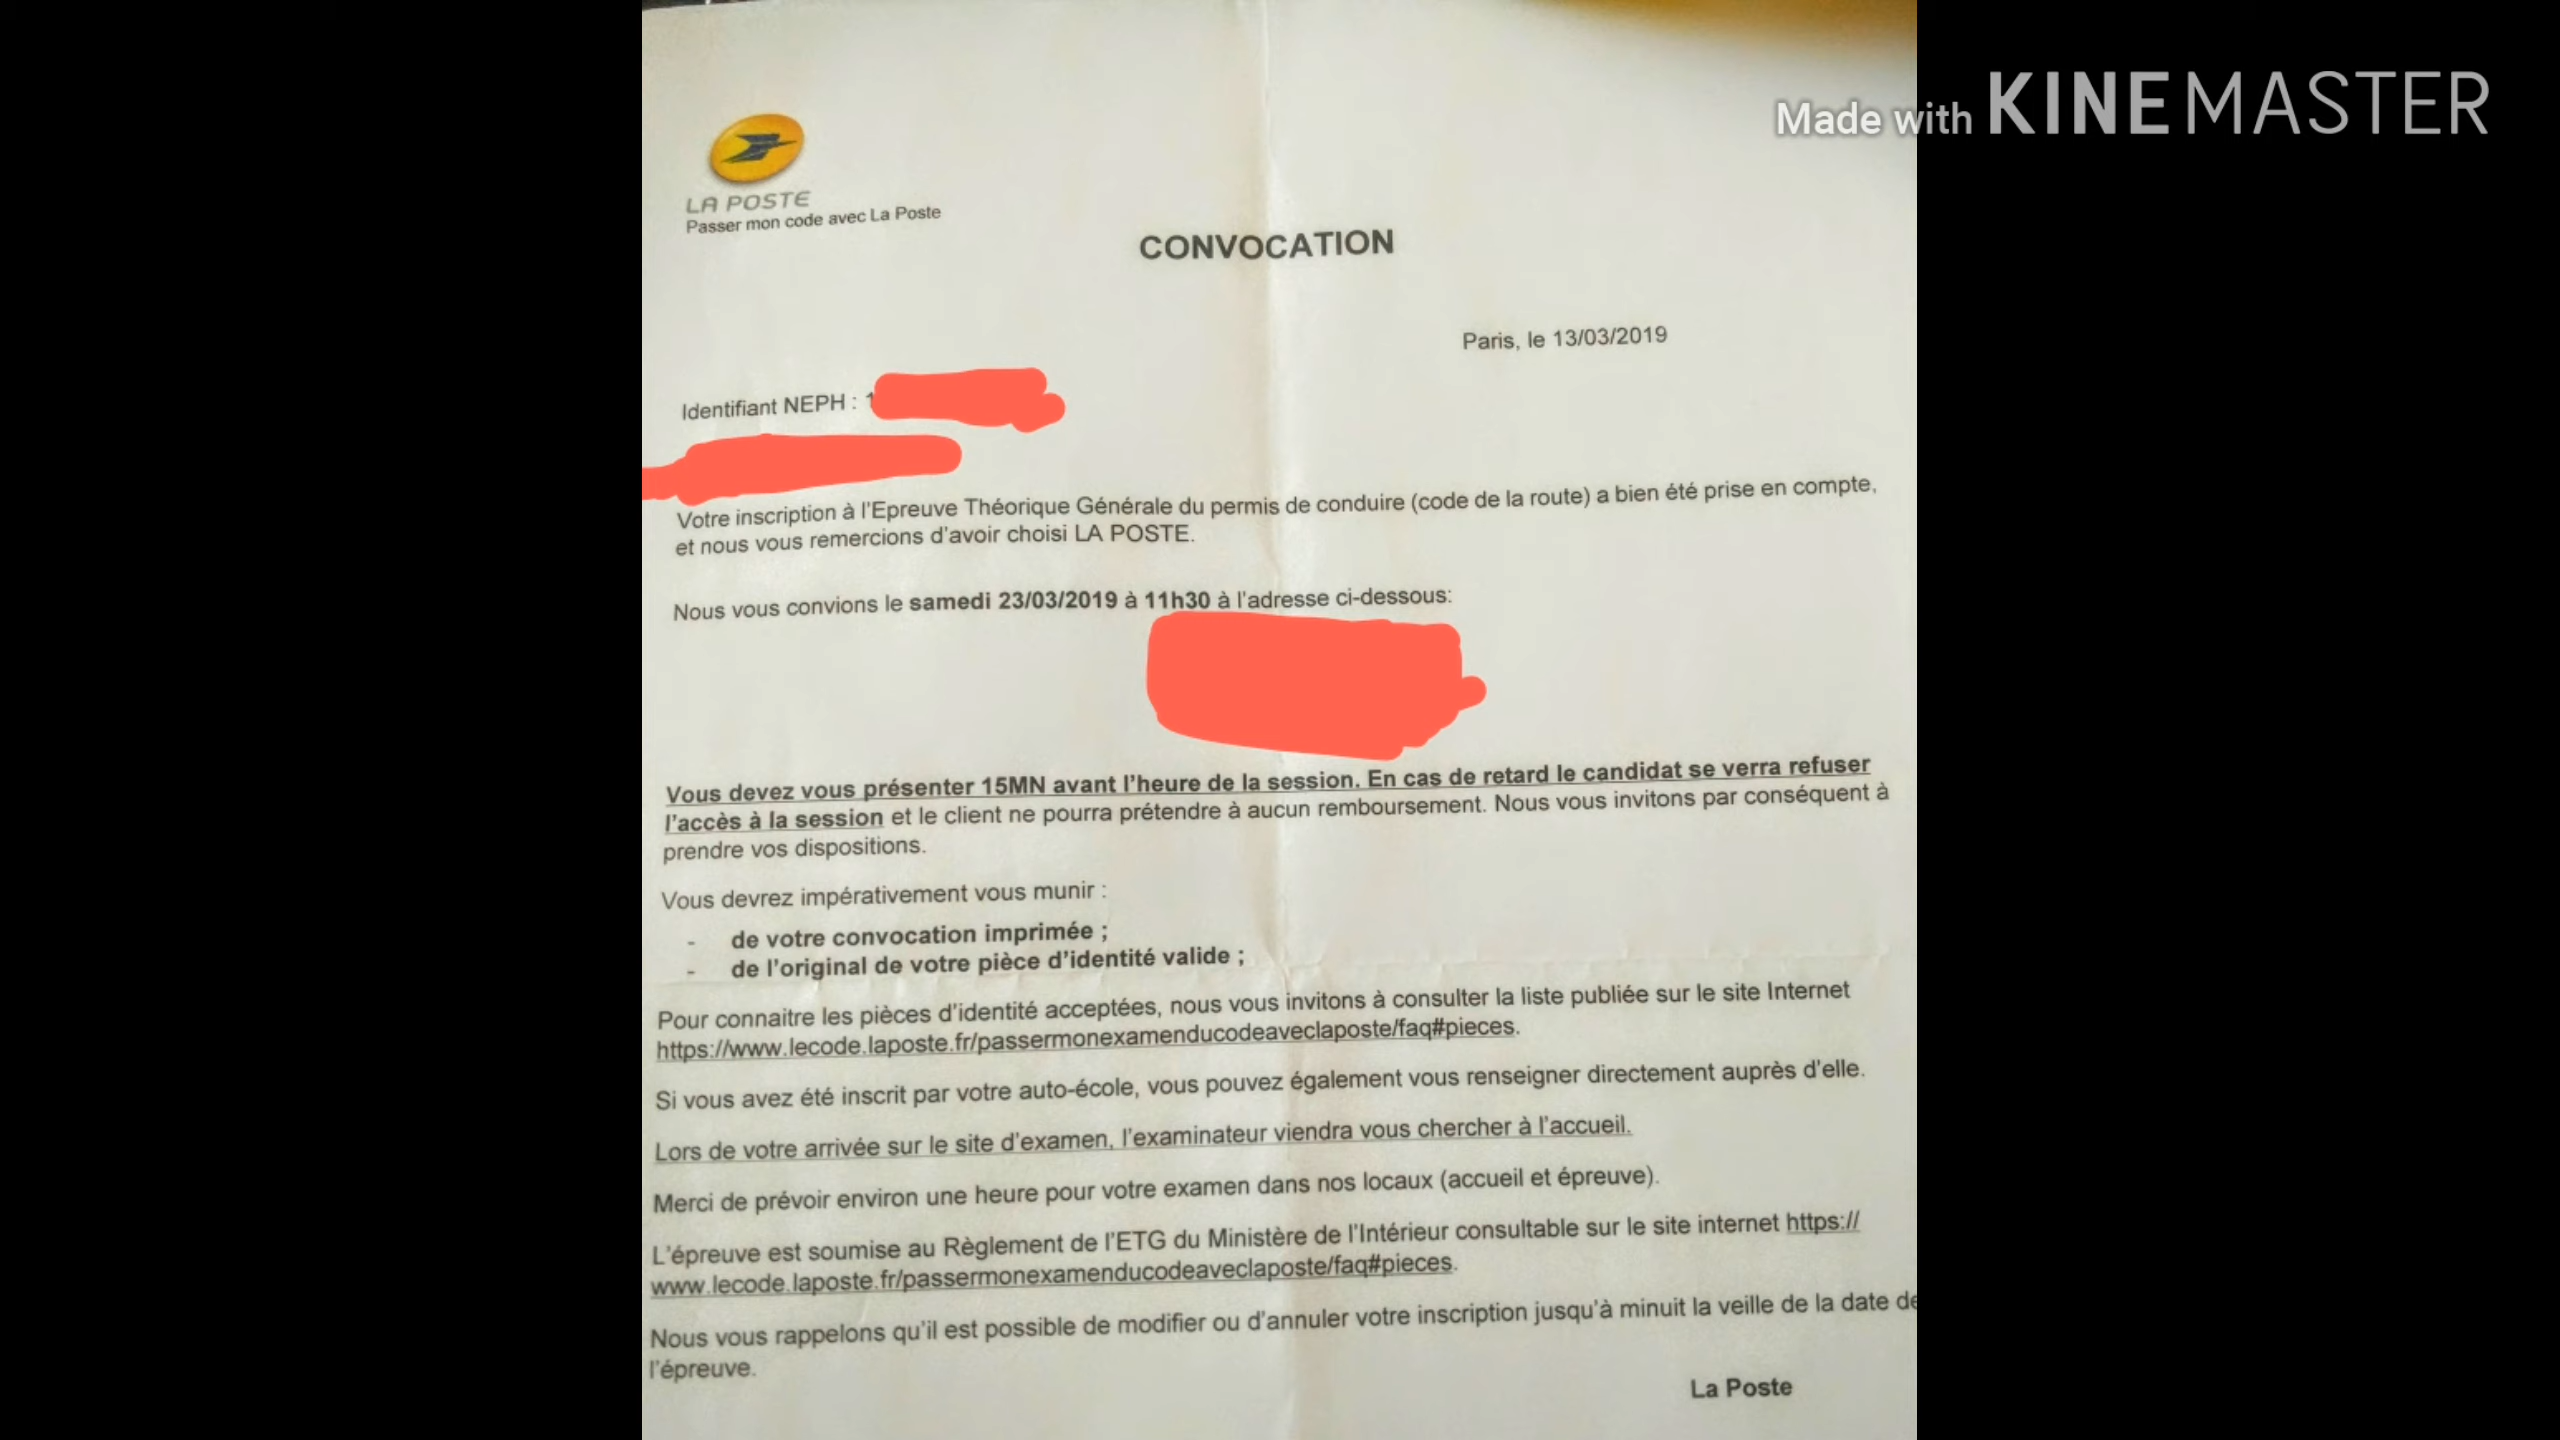 Made with KINEMASTER
LA POSTE
Passer mon code avec La Poste
CONVOCATION
Paris, le 13/03/2019
Identifiant NEPH : 1
Votre inscription à l'Epreuve Théorique Générale du permis de conduire (code de la route) a bien été prise en compte,
et nous vous remercions d'avoir choisi LA POSTE.
Nous vous convions le samedi 23/03/2019 à 11h30 à l'adresse ci-dessous:
Vous devez vous présenter 15MN avant l'heure de la session. En cas de retard le candidat se verra refuser
l'accès à la session et le client ne pourra prétendre à aucun remboursement. Nous vous invitons par conséquent à
prendre vos dispositions.
Vous devrez impérativement vous munir :
- de votre convocation imprimée ;
- de l'original de votre pièce d'identité valide ;
Pour connaitre les pièces d'identité acceptées, nous vous invitons à consulter la liste publiée sur le site Internet
https://www.lecode.laposte.fr/passermonexamenducodeaveclaposte/faq#pieces.
Si vous avez été inscrit par votre auto-école, vous pouvez également vous renseigner directement auprès d'elle.
Lors de votre arrivée sur le site d'examen, l'examinateur viendra vous chercher à l'accueil.
Merci de prévoir environ une heure pour votre examen dans nos locaux (accueil et épreuve).
L'épreuve est soumise au Règlement de l'ETG du Ministère de l'Intérieur consultable sur le site internet https://
www.lecode.laposte.fr/passermonexamenducodeaveclaposte/faq#pieces.
Nous vous rappelons qu'il est possible de modifier ou d'annuler votre inscription jusqu'à minuit la veille de la date de
l'épreuve.
La Poste